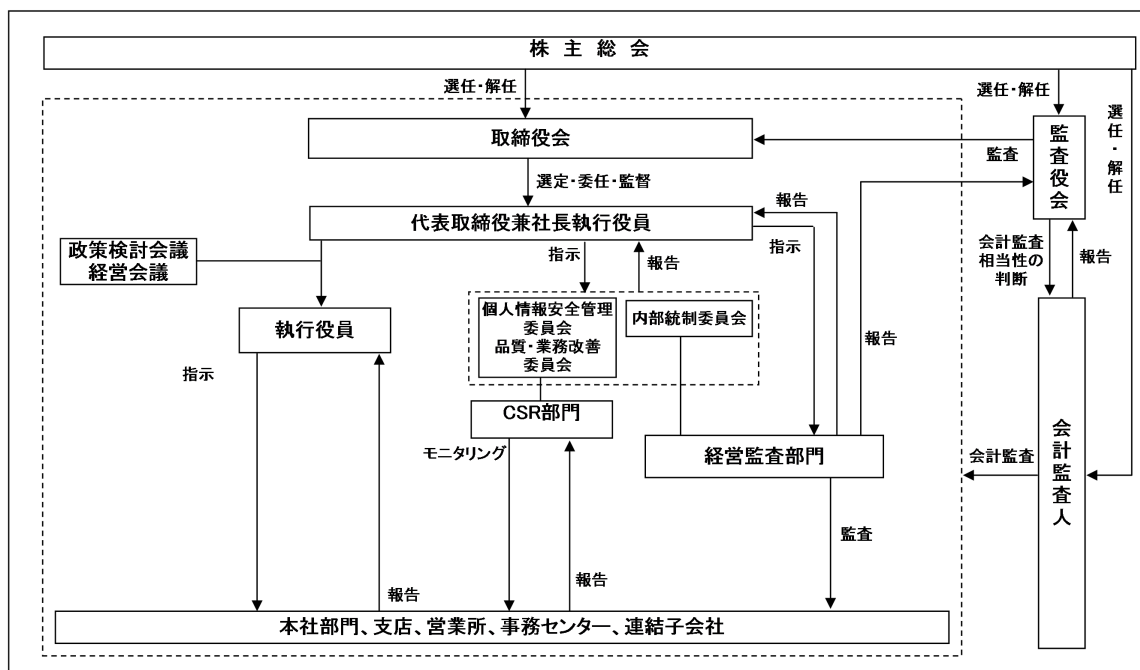 株 主 総 会
選任・解任
選任・解任
選任・解任
取締役会
監査
監査役会
選定・委任・監督
報告
代表取締役兼社長執行役員
政策検討会議
経営会議
指示
報告
指示
会計監査
相当性の
判断
報告
個人情報安全管理
委員会
品質・業務改善
委員会
内部統制委員会
執行役員
報告
指示
CSR部門
モニタリング
経営監査部門
会計監査
会計監査人
監査
報告
報告
本社部門、支店、営業所、事務センター、連結子会社